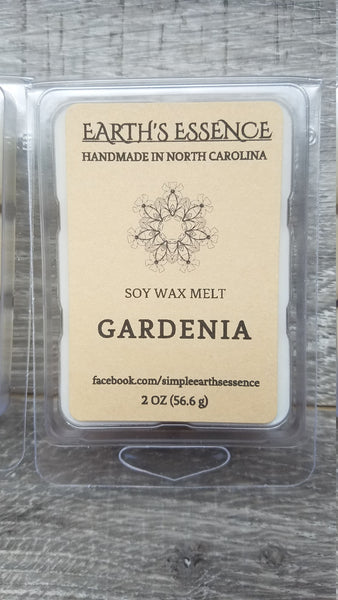 EARTH'S ESSENCE
HANDMADE IN NORTH CAROLINA
SOY WAX MELT
GARDENIA
facebook.com/simpleearthsessence
2 OZ (56.6 g)